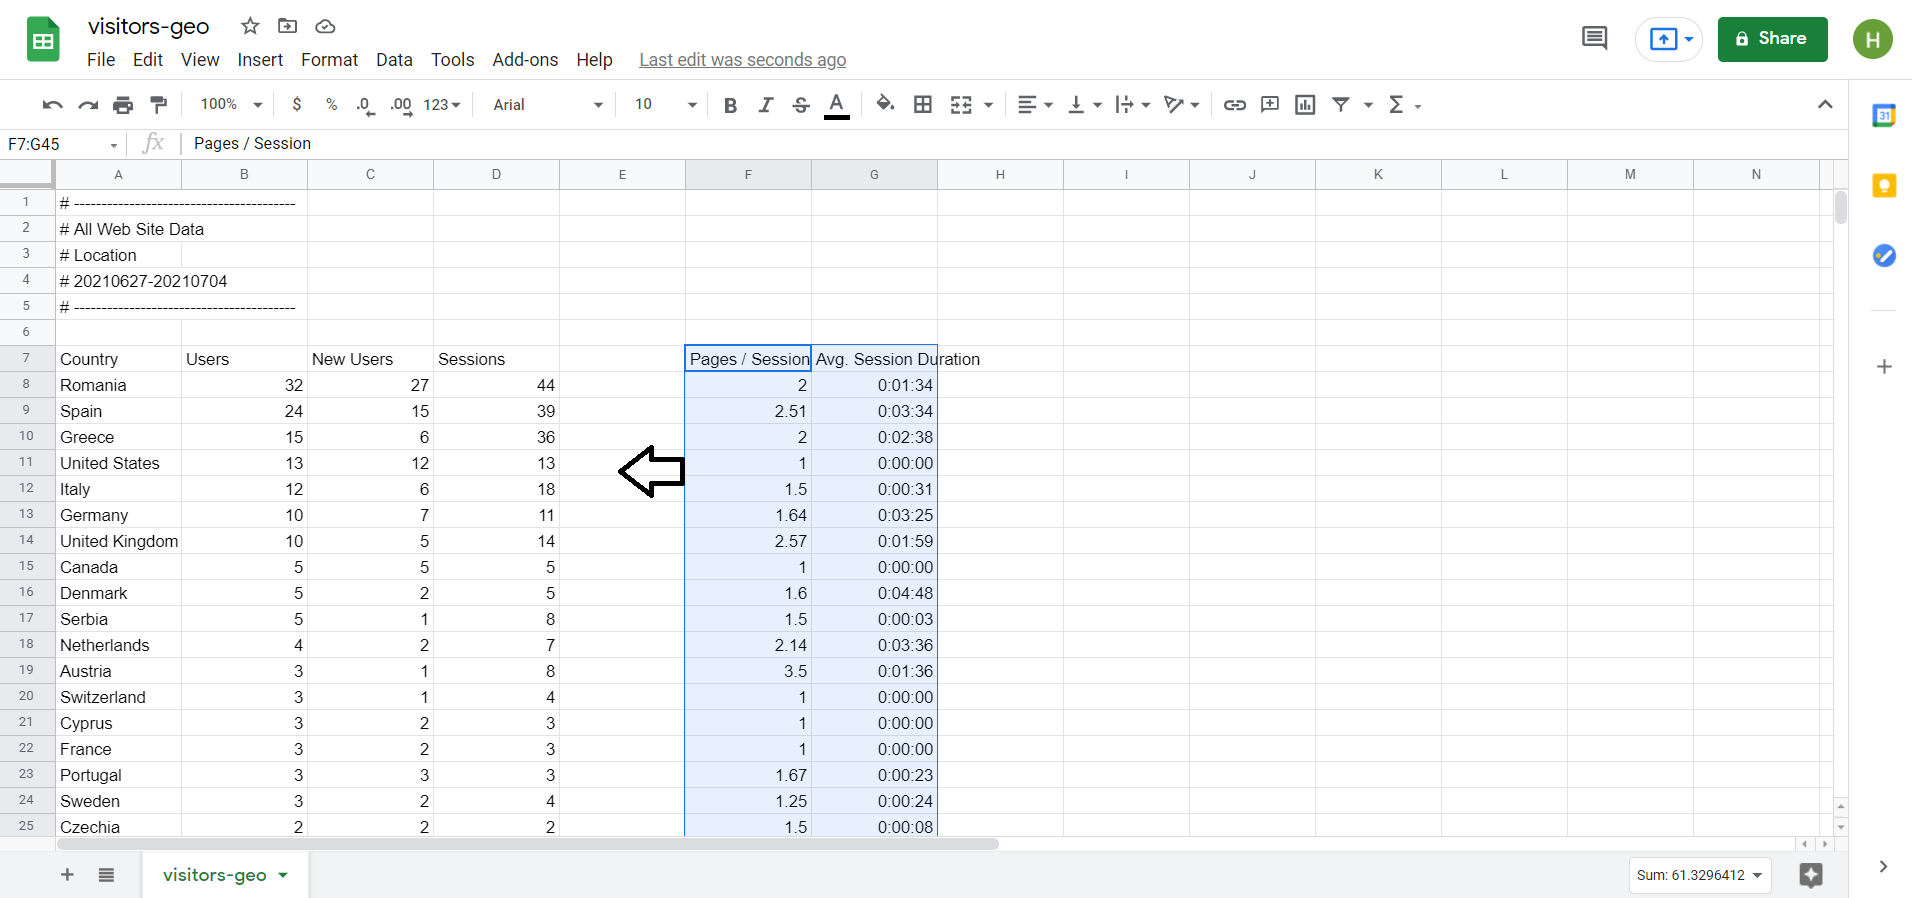 visitors-geo
File Edit View Insert Format Data Tools Add-ons Help Last edit was seconds ago
Share
H
100% $ % .0 .00 123 Arial 10 B I S A Σ
31
F7:G45 fx Pages / Session
A B C D E F G H I J K L M N
1 # ----------------------------------------
2 # All Web Site Data
3 # Location
4 # 20210627-20210704
5 # ----------------------------------------
6
7 Country Users New Users Sessions Pages / Session Avg. Session Duration
8 Romania 32 27 44 2 0:01:34
9 Spain 24 15 39 2.51 0:03:34
10 Greece 15 6 36 2 0:02:38
11 United States 13 12 13 1 0:00:00
12 Italy 12 6 18 1.5 0:00:31
13 Germany 10 7 11 1.64 0:03:25
14 United Kingdom 10 5 14 2.57 0:01:59
15 Canada 5 5 5 1 0:00:00
16 Denmark 5 2 5 1.6 0:04:48
17 Serbia 5 1 8 1.5 0:00:03
18 Netherlands 4 2 7 2.14 0:03:36
19 Austria 3 1 8 3.5 0:01:36
20 Switzerland 3 1 4 1 0:00:00
21 Cyprus 3 2 3 1 0:00:00
22 France 3 2 3 1 0:00:00
23 Portugal 3 3 3 1.67 0:00:23
24 Sweden 3 2 4 1.25 0:00:24
25 Czechia 2 2 2 1.5 0:00:08
visitors-geo
Sum: 61.3296412